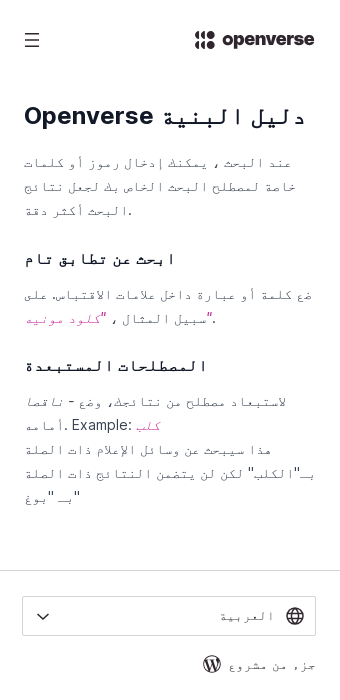 openverse
دليل البنية Openverse
عند البحث ، يمكنك إدخال رموز أو كلمات
خاصة لمصطلح البحث الخاص بك لجعل نتائج
البحث أكثر دقة.
ابحث عن تطابق تام
ضع كلمة أو عبارة داخل علامات الاقتباس. على
سبيل المثال ، "كلود مونيه".
المصطلحات المستبعدة
لاستبعاد مصطلح من نتائجك، وضع - ناقصا
أمامه. Example: كلب
هذا سيبحث عن وسائل الإعلام ذات الصلة
بـ"الكلب" لكن لن يتضمن النتائج ذات الصلة
بـ "بوغ"
العربية
جزء من مشروع